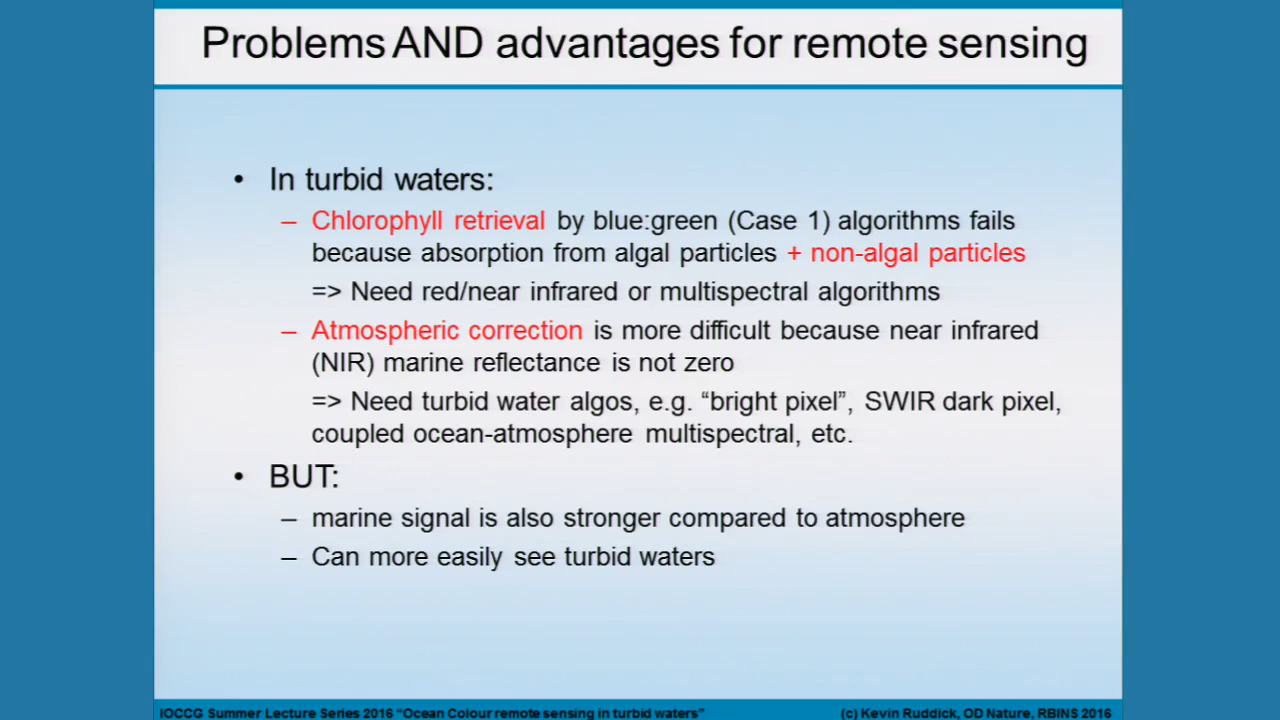 Problems AND advantages for remote sensing
• In turbid waters:
– Chlorophyll retrieval by blue:green (Case 1) algorithms fails
because absorption from algal particles + non-algal particles
=> Need red/near infrared or multispectral algorithms
– Atmospheric correction is more difficult because near infrared
(NIR) marine reflectance is not zero
=> Need turbid water algos, e.g. “bright pixel”, SWIR dark pixel,
coupled ocean-atmosphere multispectral, etc.
• BUT:
– marine signal is also stronger compared to atmosphere
– Can more easily see turbid waters
IOCCG Summer Lecture Series 2016 “Ocean Colour remote sensing in turbid waters”
(c) Kevin Ruddick, OD Nature, RBINS 2016